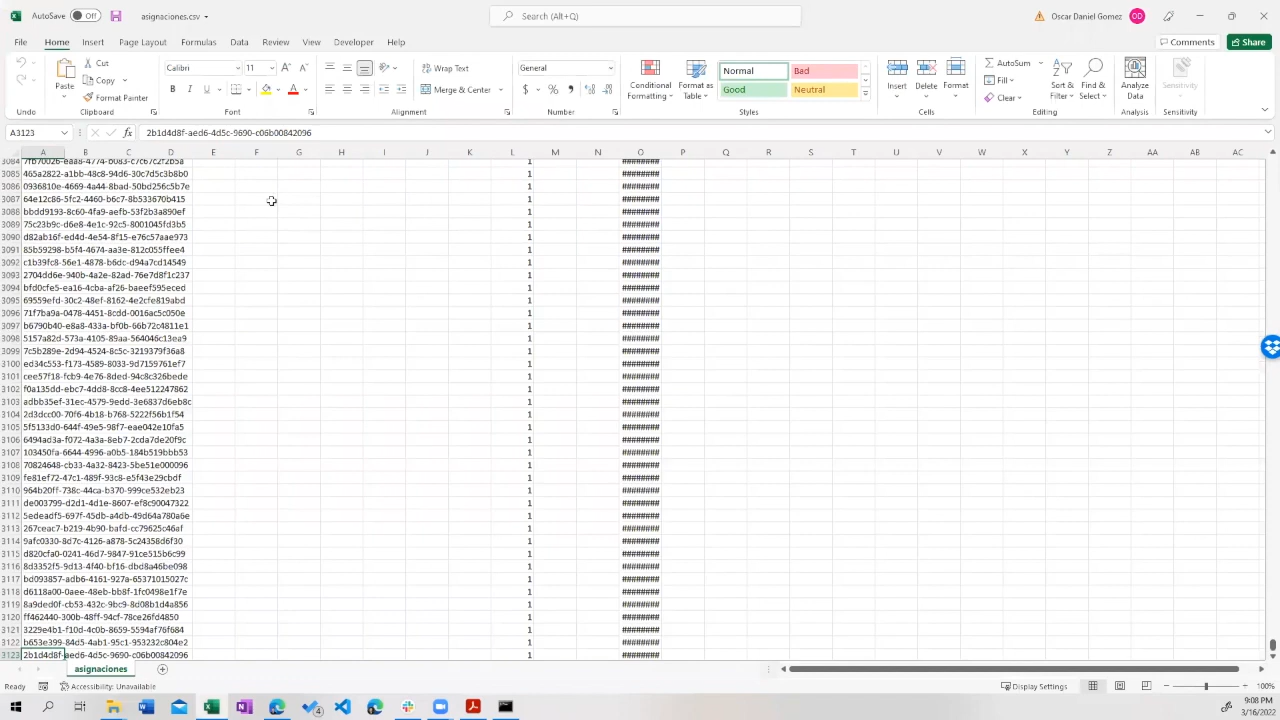 AutoSave Off asignaciones.csv Search (Alt+Q) Oscar Daniel Gomez OD
File Home Insert Page Layout Formulas Data Review View Developer Help Comments Share
Cut Calibri 11 Wrap Text General Normal Bad AutoSum
Paste Copy Conditional Formatting Format as Table Insert Delete Format Fill Sort & Filter Find & Select Analyze Data Sensitivity
Format Painter B I U A Merge & Center $ % Good Neutral Clear
Undo Clipboard Font Alignment Number Styles Cells Editing Analysis Sensitivity
A3123 fx 2b1d4d8f-aed6-4d5c-9690-c06b00842096
A B C D E F G H I J K L M N O P Q R S T U V W X Y Z AA AB AC
3084 7fb70026-eaa8-4774-b083-c7c67c2f2b5a 1 ########
3085 465a2822-a1bb-48c8-94d6-30c7d5c3b8b0 1 ########
3086 0936810e-4669-4a44-8bad-50bd256c5b7e 1 ########
3087 64e12c86-5fc2-4460-b6c7-8b533670b415 1 ########
3088 bbdd9193-8c60-4fa9-aefb-53f2b3a890ef 1 ########
3089 75c23b9c-d6e8-4e1c-92c5-8001045fd3b5 1 ########
3090 d82ab16f-ed4d-4e54-8f15-e76c57aae973 1 ########
3091 85b59298-b5f4-4674-aa3e-812c055ffee4 1 ########
3092 c1b39fc8-56e1-4878-b6dc-d94a7cd14549 1 ########
3093 2704dd6e-940b-4a2e-82ad-76e7d8f1c237 1 ########
3094 bfd0cfe5-ea16-4cba-af26-baeef595eced 1 ########
3095 69559efd-30c2-48ef-8162-4e2cfe819abd 1 ########
3096 71f7ba9a-0478-4451-8cdd-0016ac5c050e 1 ########
3097 b6790b40-e8a8-433a-bf0b-66b72c4811e1 1 ########
3098 5157a82d-573a-4105-89aa-564046c13ea9 1 ########
3099 7c5b289e-2d94-4524-8c5c-3219379f36a8 1 ########
3100 ed34c553-f173-4589-8033-9d7159761ef7 1 ########
3101 cee57f18-fcb9-4e76-8ded-94c8c326bede 1 ########
3102 f0a135dd-ebc7-4dd8-8cc8-4ee512247862 1 ########
3103 adbb35ef-31ec-4579-9edd-3e6837d6eb8c 1 ########
3104 2d3dcc00-70f6-4b18-b768-5222f56b1f54 1 ########
3105 5f5133d0-644f-49e5-98f7-eae042e10fa5 1 ########
3106 6494ad3a-f072-4a3a-8eb7-2cda7de20f9c 1 ########
3107 103450fa-6644-4996-a0b5-184b519bbb53 1 ########
3108 70824648-cb33-4a32-8423-5be51e000096 1 ########
3109 fe81ef72-47c1-489f-93c8-e5f43e29cbdf 1 ########
3110 964b20ff-738c-44ca-b370-999ce532eb23 1 ########
3111 de003799-d2d1-4d1e-8607-ef8c90047322 1 ########
3112 5edeadf5-697f-45db-a4db-49d64a780a6e 1 ########
3113 267ceac7-b219-4b90-bafd-cc79625c46af 1 ########
3114 9afc0330-8d7c-4126-a878-5c24358d6f30 1 ########
3115 d820cfa0-0241-46d7-9847-91ce515b6c99 1 ########
3116 8d3352f5-9d13-4f40-bf16-dbd8a46be098 1 ########
3117 bd093857-adb6-4161-927a-65371015027c 1 ########
3118 d6118a00-0aee-48eb-bb8f-1fc0498e1f7e 1 ########
3119 8a9ded0f-cb53-432c-9bc9-8d08b1d4a856 1 ########
3120 ff462440-300b-48ff-94cf-78ce26fd4850 1 ########
3121 3229e4b1-f10d-4c0b-8659-5594af76f684 1 ########
3122 b653e399-84d5-4ab1-95c1-953232c804e2 1 ########
3123 2b1d4d8f-aed6-4d5c-9690-c06b00842096 1 ########
asignaciones
Ready Accessibility: Unavailable Display Settings 100%
9:08 PM
3/16/2022